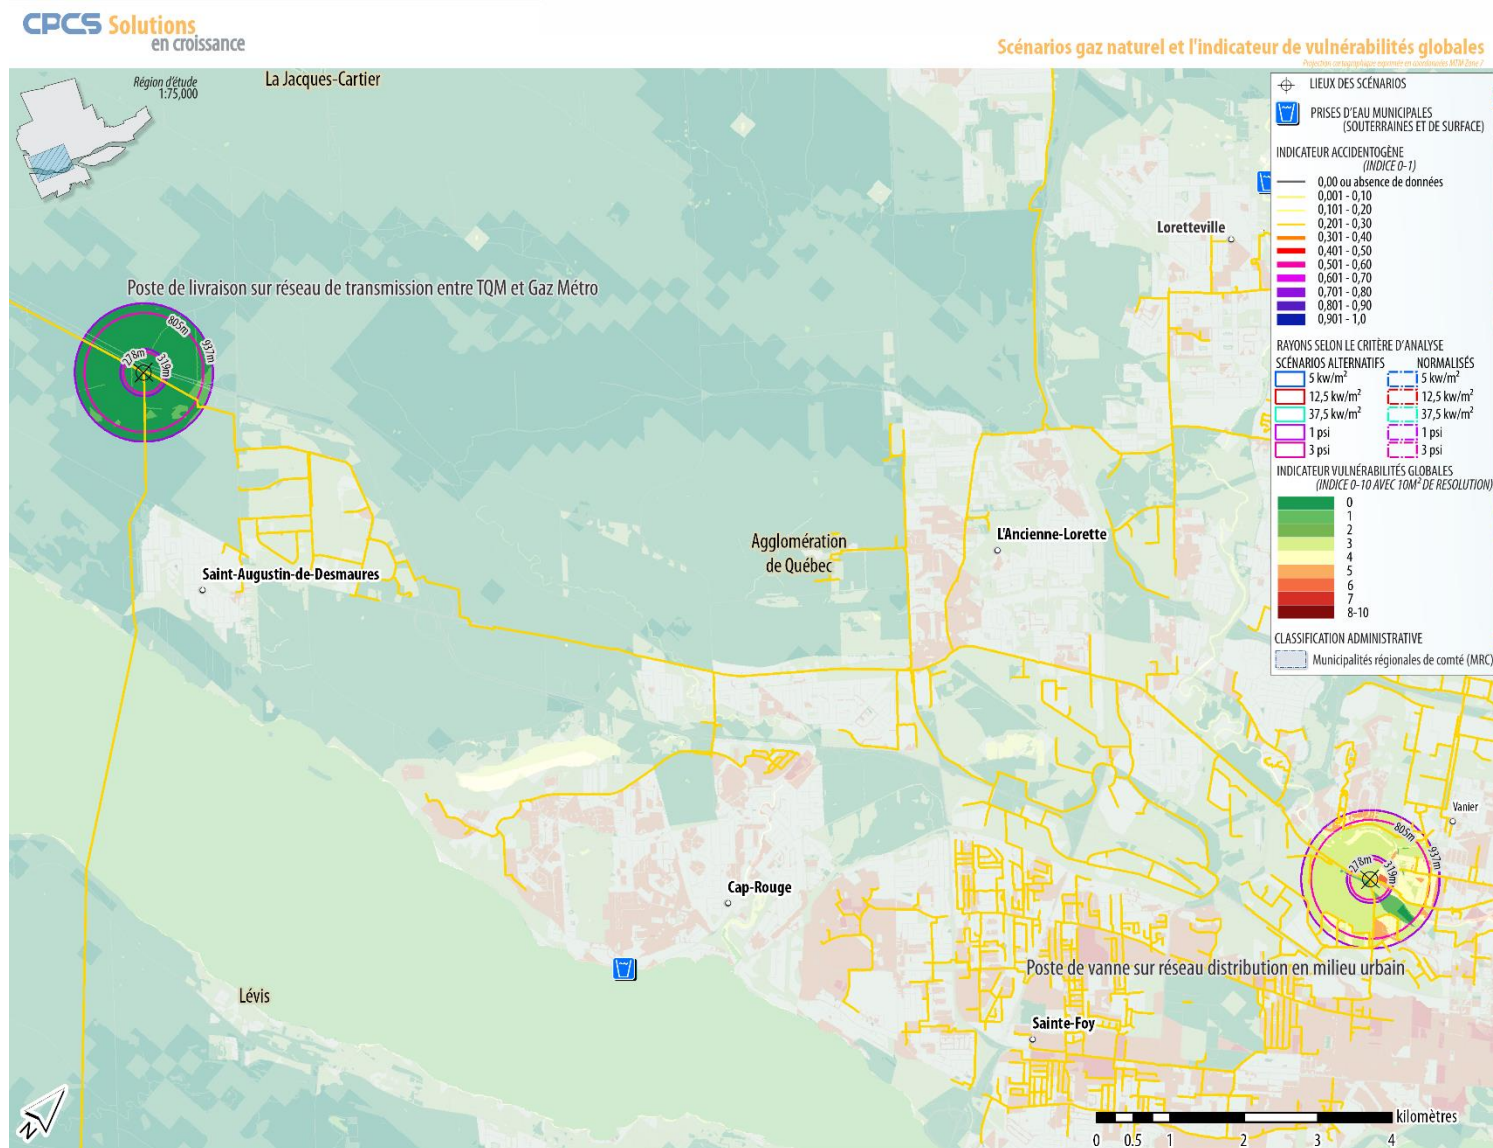 CPCS Solutions
en croissance
Scénarios gaz naturel et l'indicateur de vulnérabilités globales
Projection cartographique exprimée en coordonnées MTM Zone 7
Région d'étude
1:75,000
La Jacques-Cartier
LIEUX DES SCÉNARIOS
PRISES D'EAU MUNICIPALES
(SOUTERRAINES ET DE SURFACE)
INDICATEUR ACCIDENTOGÈNE
(INDICE 0-1)
0,00 ou absence de données
0,001 - 0,10
0,101 - 0,20
0,201 - 0,30
0,301 - 0,40
0,401 - 0,50
0,501 - 0,60
0,601 - 0,70
0,701 - 0,80
0,801 - 0,90
0,901 - 1,0
RAYONS SELON LE CRITÈRE D'ANALYSE
SCÉNARIOS ALTERNATIFS NORMALISÉS
5 kw/m² 5 kw/m²
12,5 kw/m² 12,5 kw/m²
37,5 kw/m² 37,5 kw/m²
1 psi 1 psi
3 psi 3 psi
INDICATEUR VULNÉRABILITÉS GLOBALES
(INDICE 0-10 AVEC 10M² DE RESOLUTION)
0
1
2
3
4
5
6
7
8-10
CLASSIFICATION ADMINISTRATIVE
Municipalités régionales de comté (MRC)
Loretteville
Poste de livraison sur réseau de transmission entre TQM et Gaz Métro
805m
937m
278m
319m
L'Ancienne-Lorette
Agglomération
de Québec
Saint-Augustin-de-Desmaures
Vanier
805m
937m
278m
319m
Cap-Rouge
Poste de vanne sur réseau distribution en milieu urbain
Lévis
Sainte-Foy
N
kilomètres
0 0.5 1 2 3 4